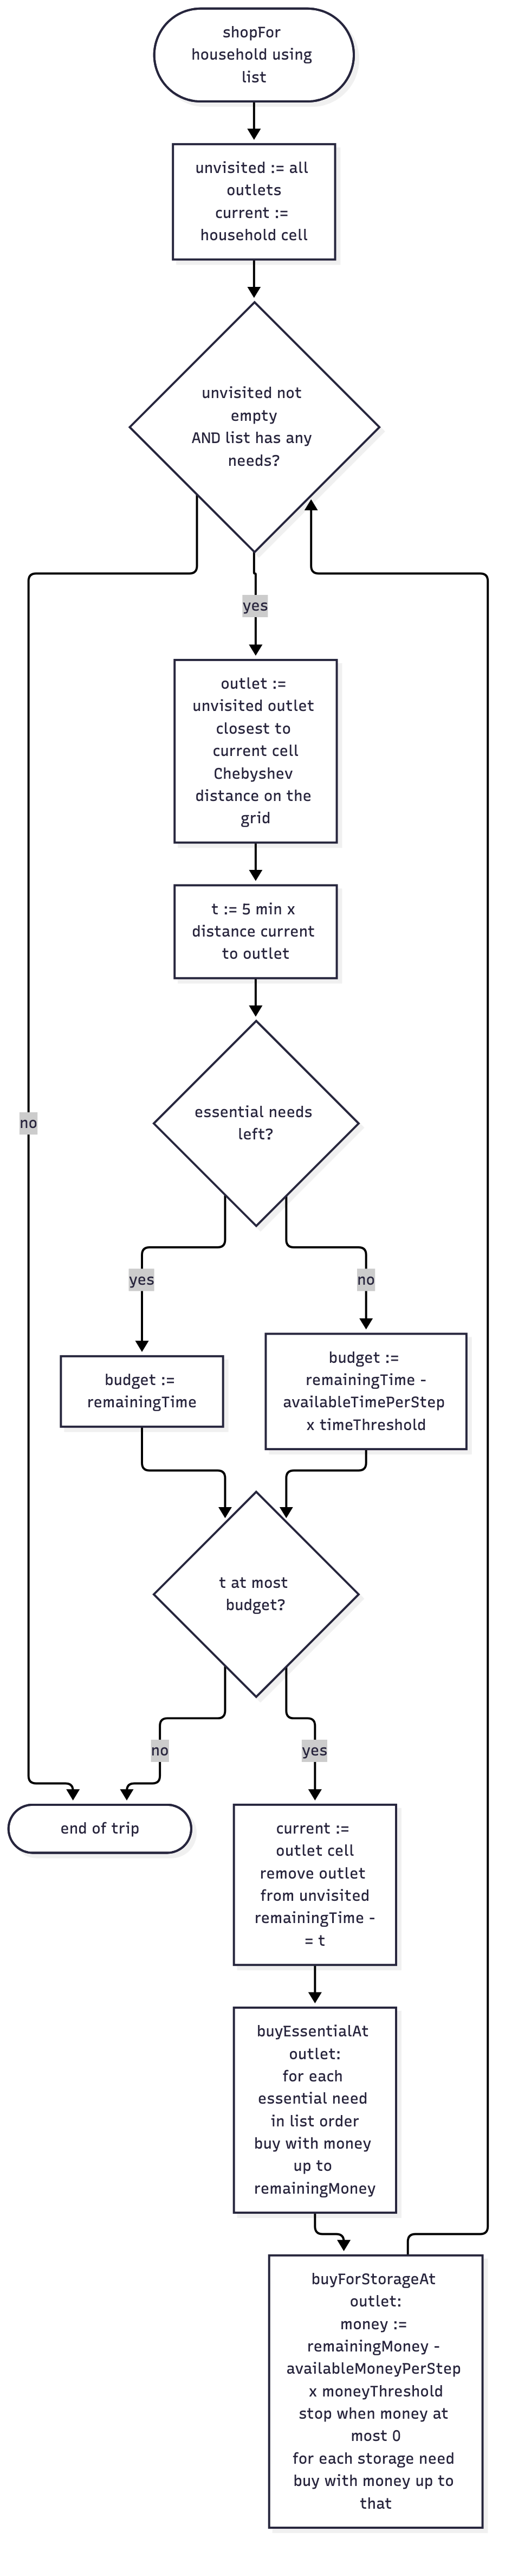 shopFor
household using
list
unvisited := all
outlets
current :=
household cell
unvisited not
empty
AND list has any
needs?
yes
outlet :=
unvisited outlet
closest to
current cell
Chebyshev
distance on the
grid
t := 5 min x
distance current
to outlet
essential needs
left?
no
yes
no
budget :=
remainingTime
budget :=
remainingTime -
availableTimePerStep
x timeThreshold
t at most
budget?
no
yes
end of trip
current :=
outlet cell
remove outlet
from unvisited
remainingTime -
= t
buyEssentialAt
outlet:
for each
essential need
in list order
buy with money
up to
remainingMoney
buyForStorageAt
outlet:
money :=
remainingMoney -
availableMoneyPerStep
x moneyThreshold
stop when money at
most 0
for each storage need
buy with money up to
that